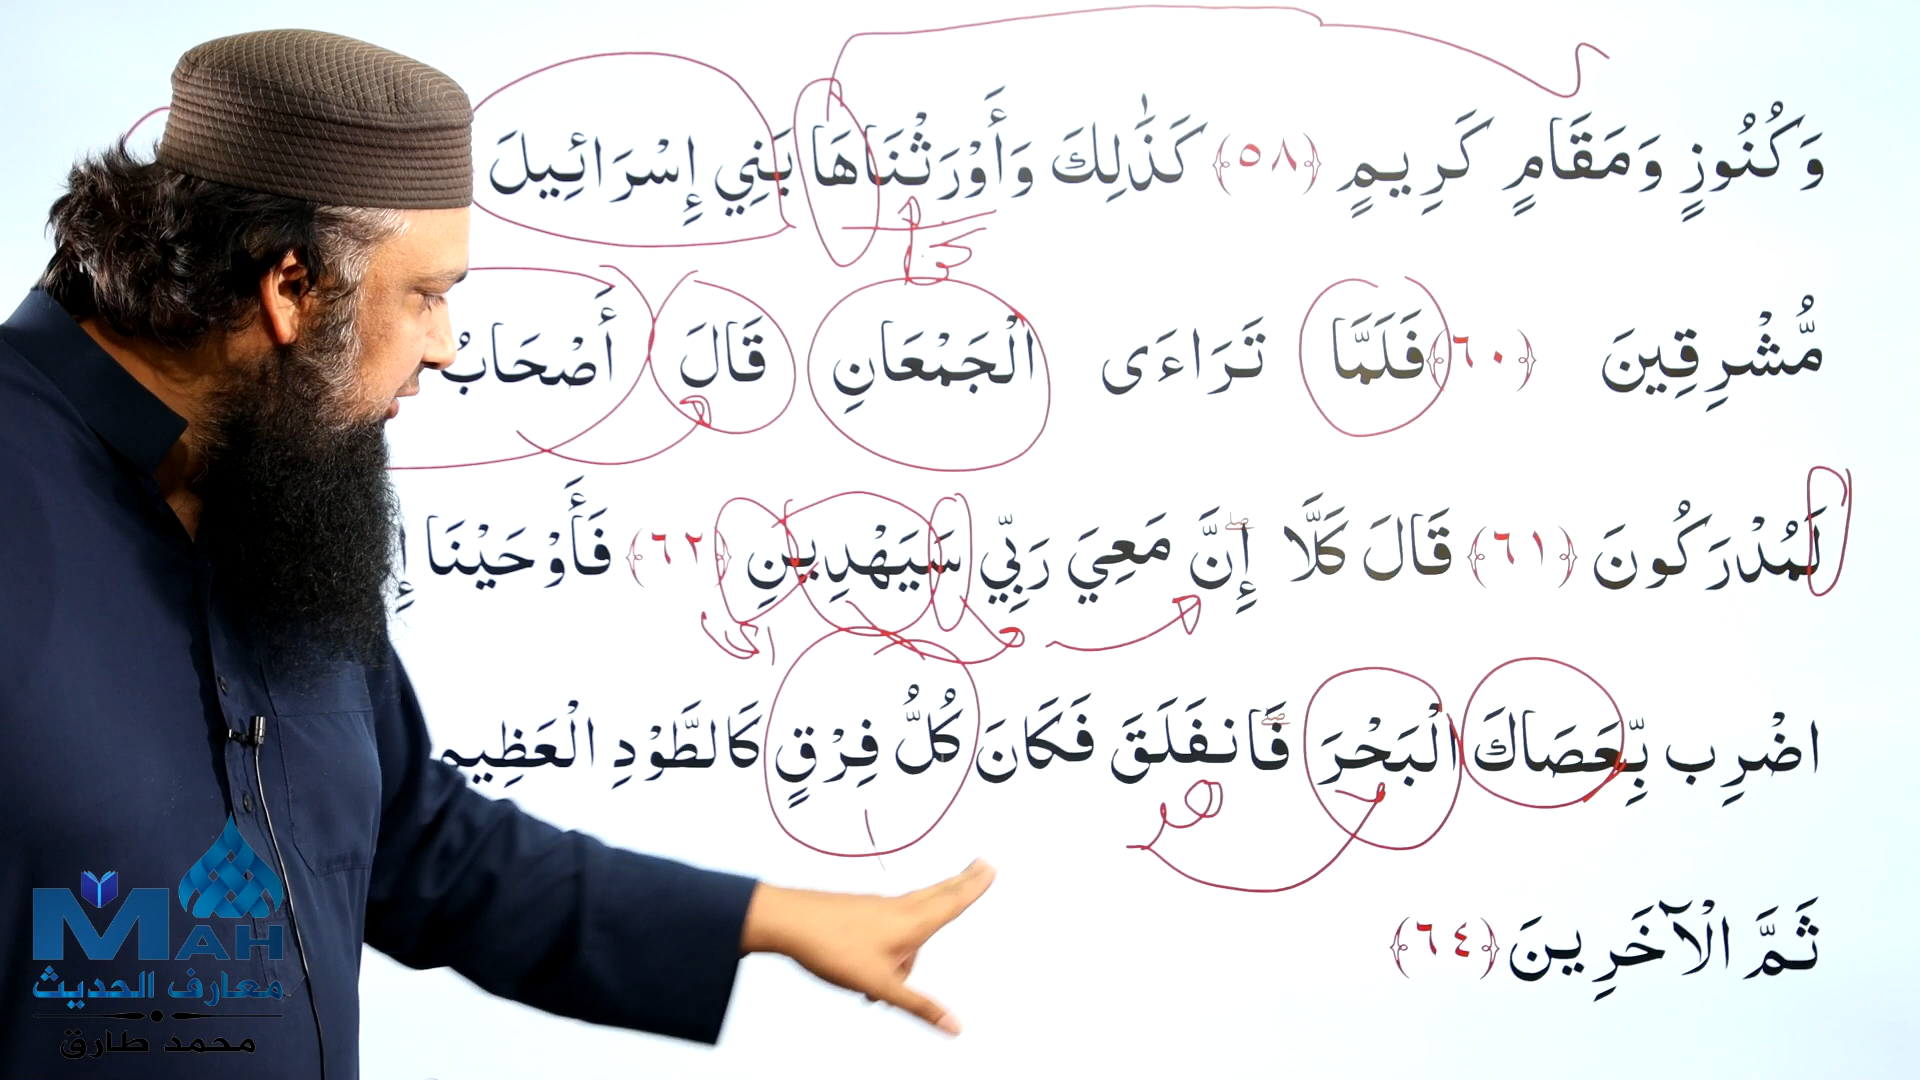 وَكُنُوزٍ وَمَقَامٍ كَرِيمٍ ﴿٥٨﴾ كَذَٰلِكَ وَأَوْرَثْنَاهَا بَنِي إِسْرَائِيلَ
مُّشْرِقِينَ ﴿٦٠﴾ فَلَمَّا تَرَاءَى الْجَمْعَانِ قَالَ أَصْحَابُ
لَمُدْرَكُونَ ﴿٦١﴾ قَالَ كَلَّا ۖ إِنَّ مَعِيَ رَبِّي سَيَهْدِينِ ﴿٦٢﴾ فَأَوْحَيْنَا
اضْرِب بِّعَصَاكَ الْبَحْرَ ۖ فَانفَلَقَ فَكَانَ كُلُّ فِرْقٍ كَالطَّوْدِ الْعَظِيمِ
ثَمَّ الْآخَرِينَ ﴿٦٤﴾
MAH
معارف الحديث
محمد طارق